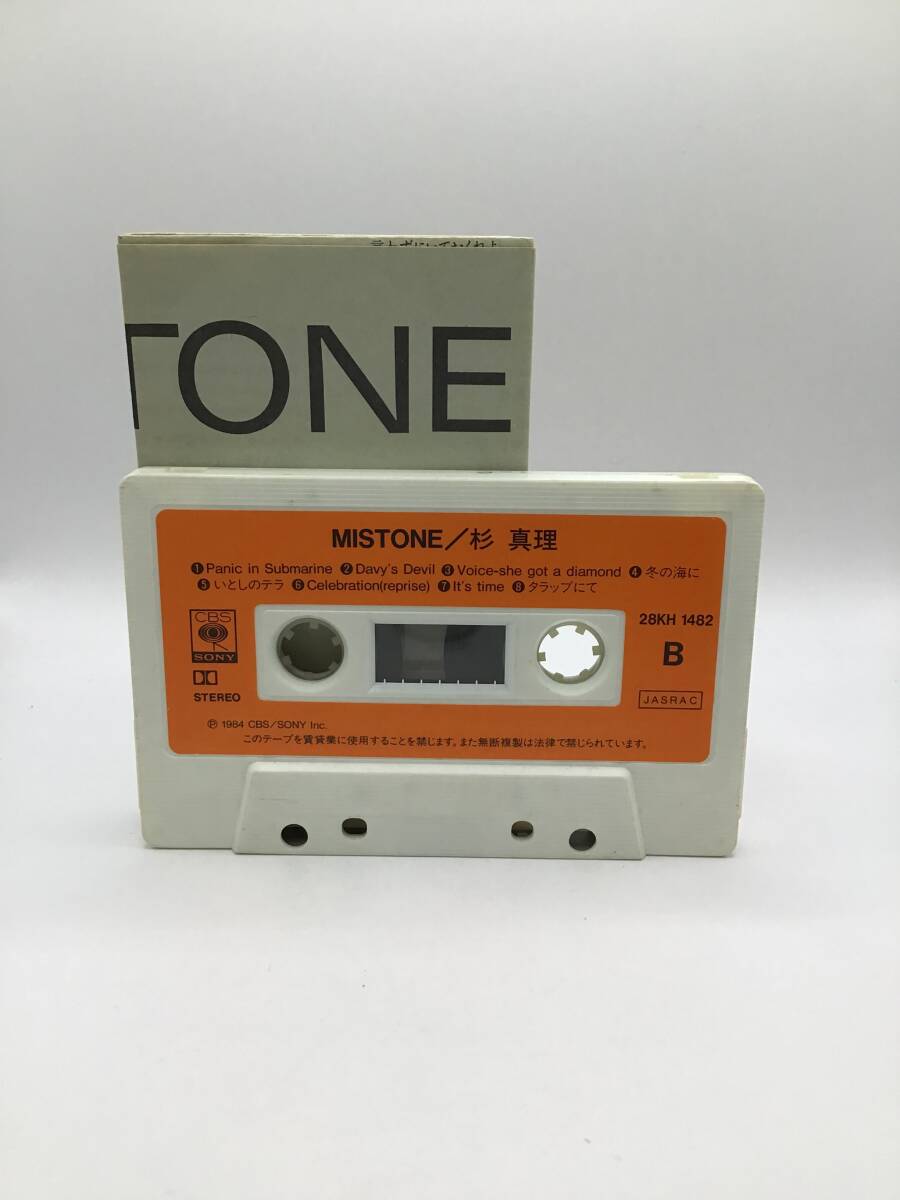 TONE
MISTONE/杉 真理
❶Panic in Submarine ❷Davy's Devil ❸Voice-she got a diamond ❹冬の海に
❺いとしのテラ ❻Celebration(reprise) ❼It's time ❽タラップにて
CBS
SONY
28KH 1482
B
STEREO
JASRAC
Ⓟ 1984 CBS/SONY Inc.
このテープを賃貸業に使用することを禁じます。また無断複製は法律で禁じられています。